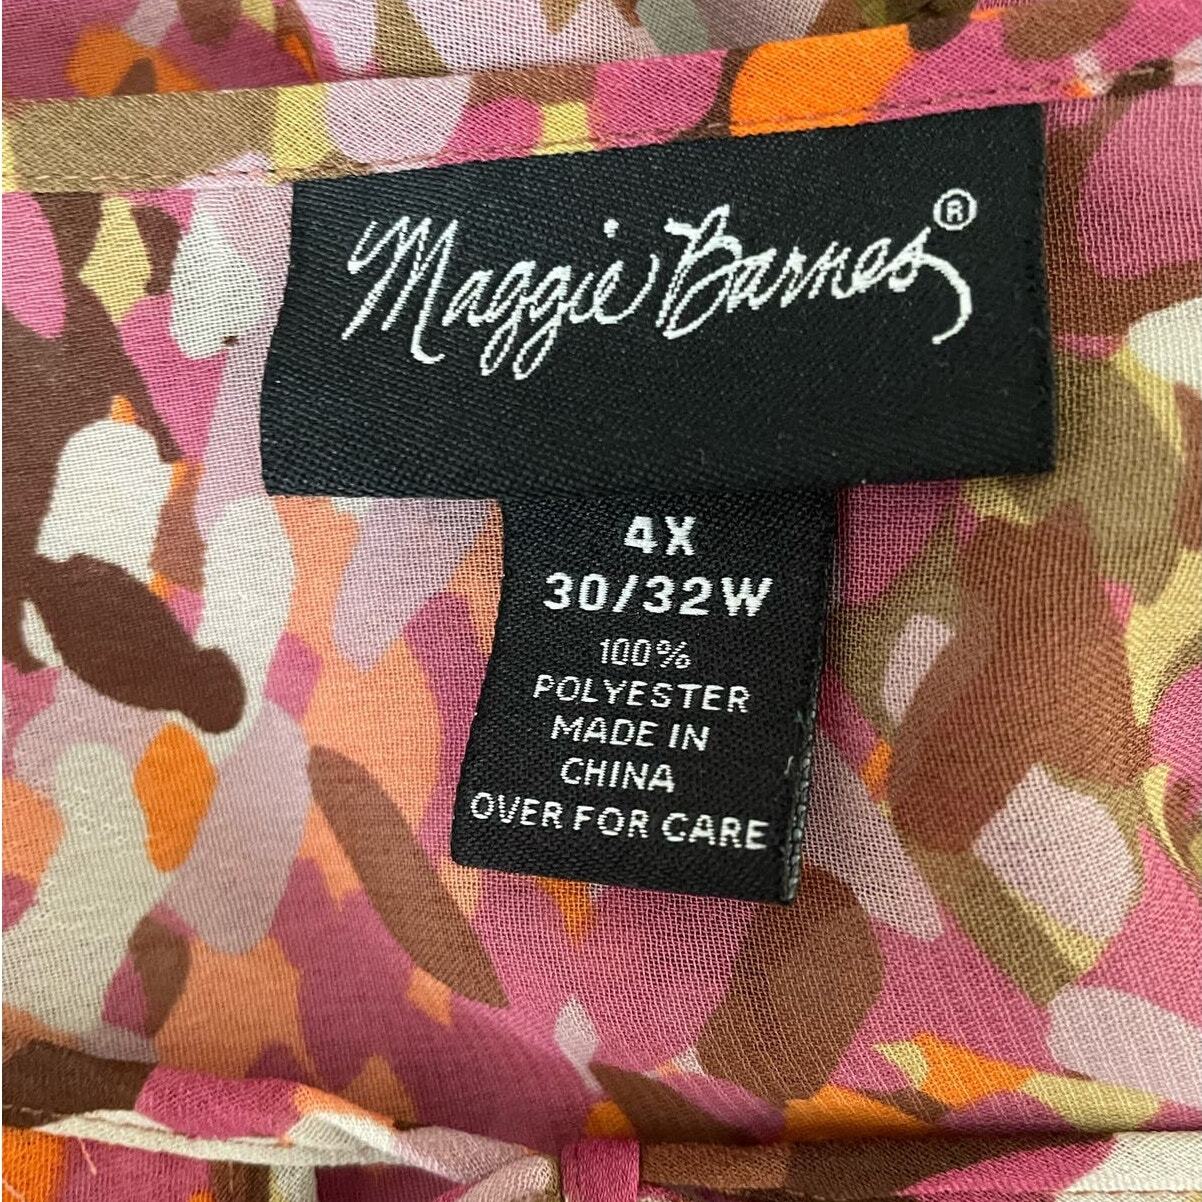 Maggie Barnes®
4X
30/32W
100%
POLYESTER
MADE IN
CHINA
OVER FOR CARE